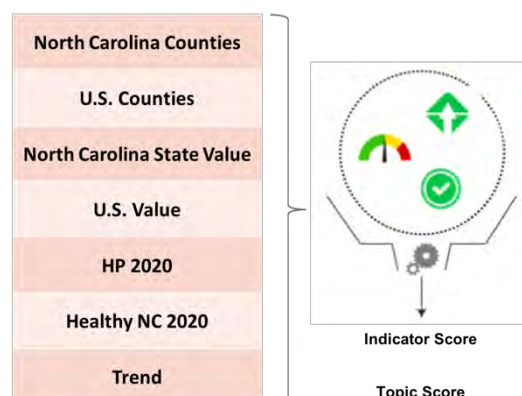 North Carolina Counties
U.S. Counties
North Carolina State Value
U.S. Value
HP 2020
Healthy NC 2020
Trend
Indicator Score
Topic Score